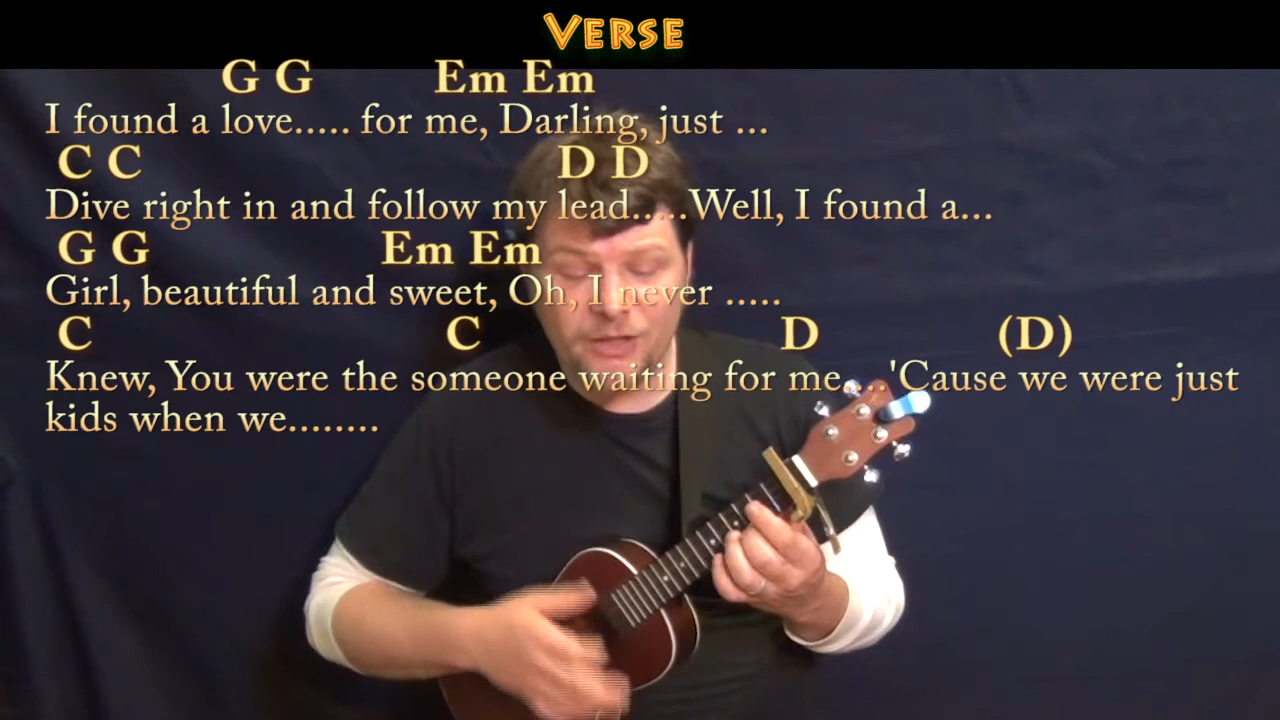 VERSE
G G Em Em
I found a love..... for me, Darling, just ...
C C D D
Dive right in and follow my lead.....Well, I found a...
G G Em Em
Girl, beautiful and sweet, Oh, I never .....
C C D (D)
Knew, You were the someone waiting for me....'Cause we were just
kids when we........